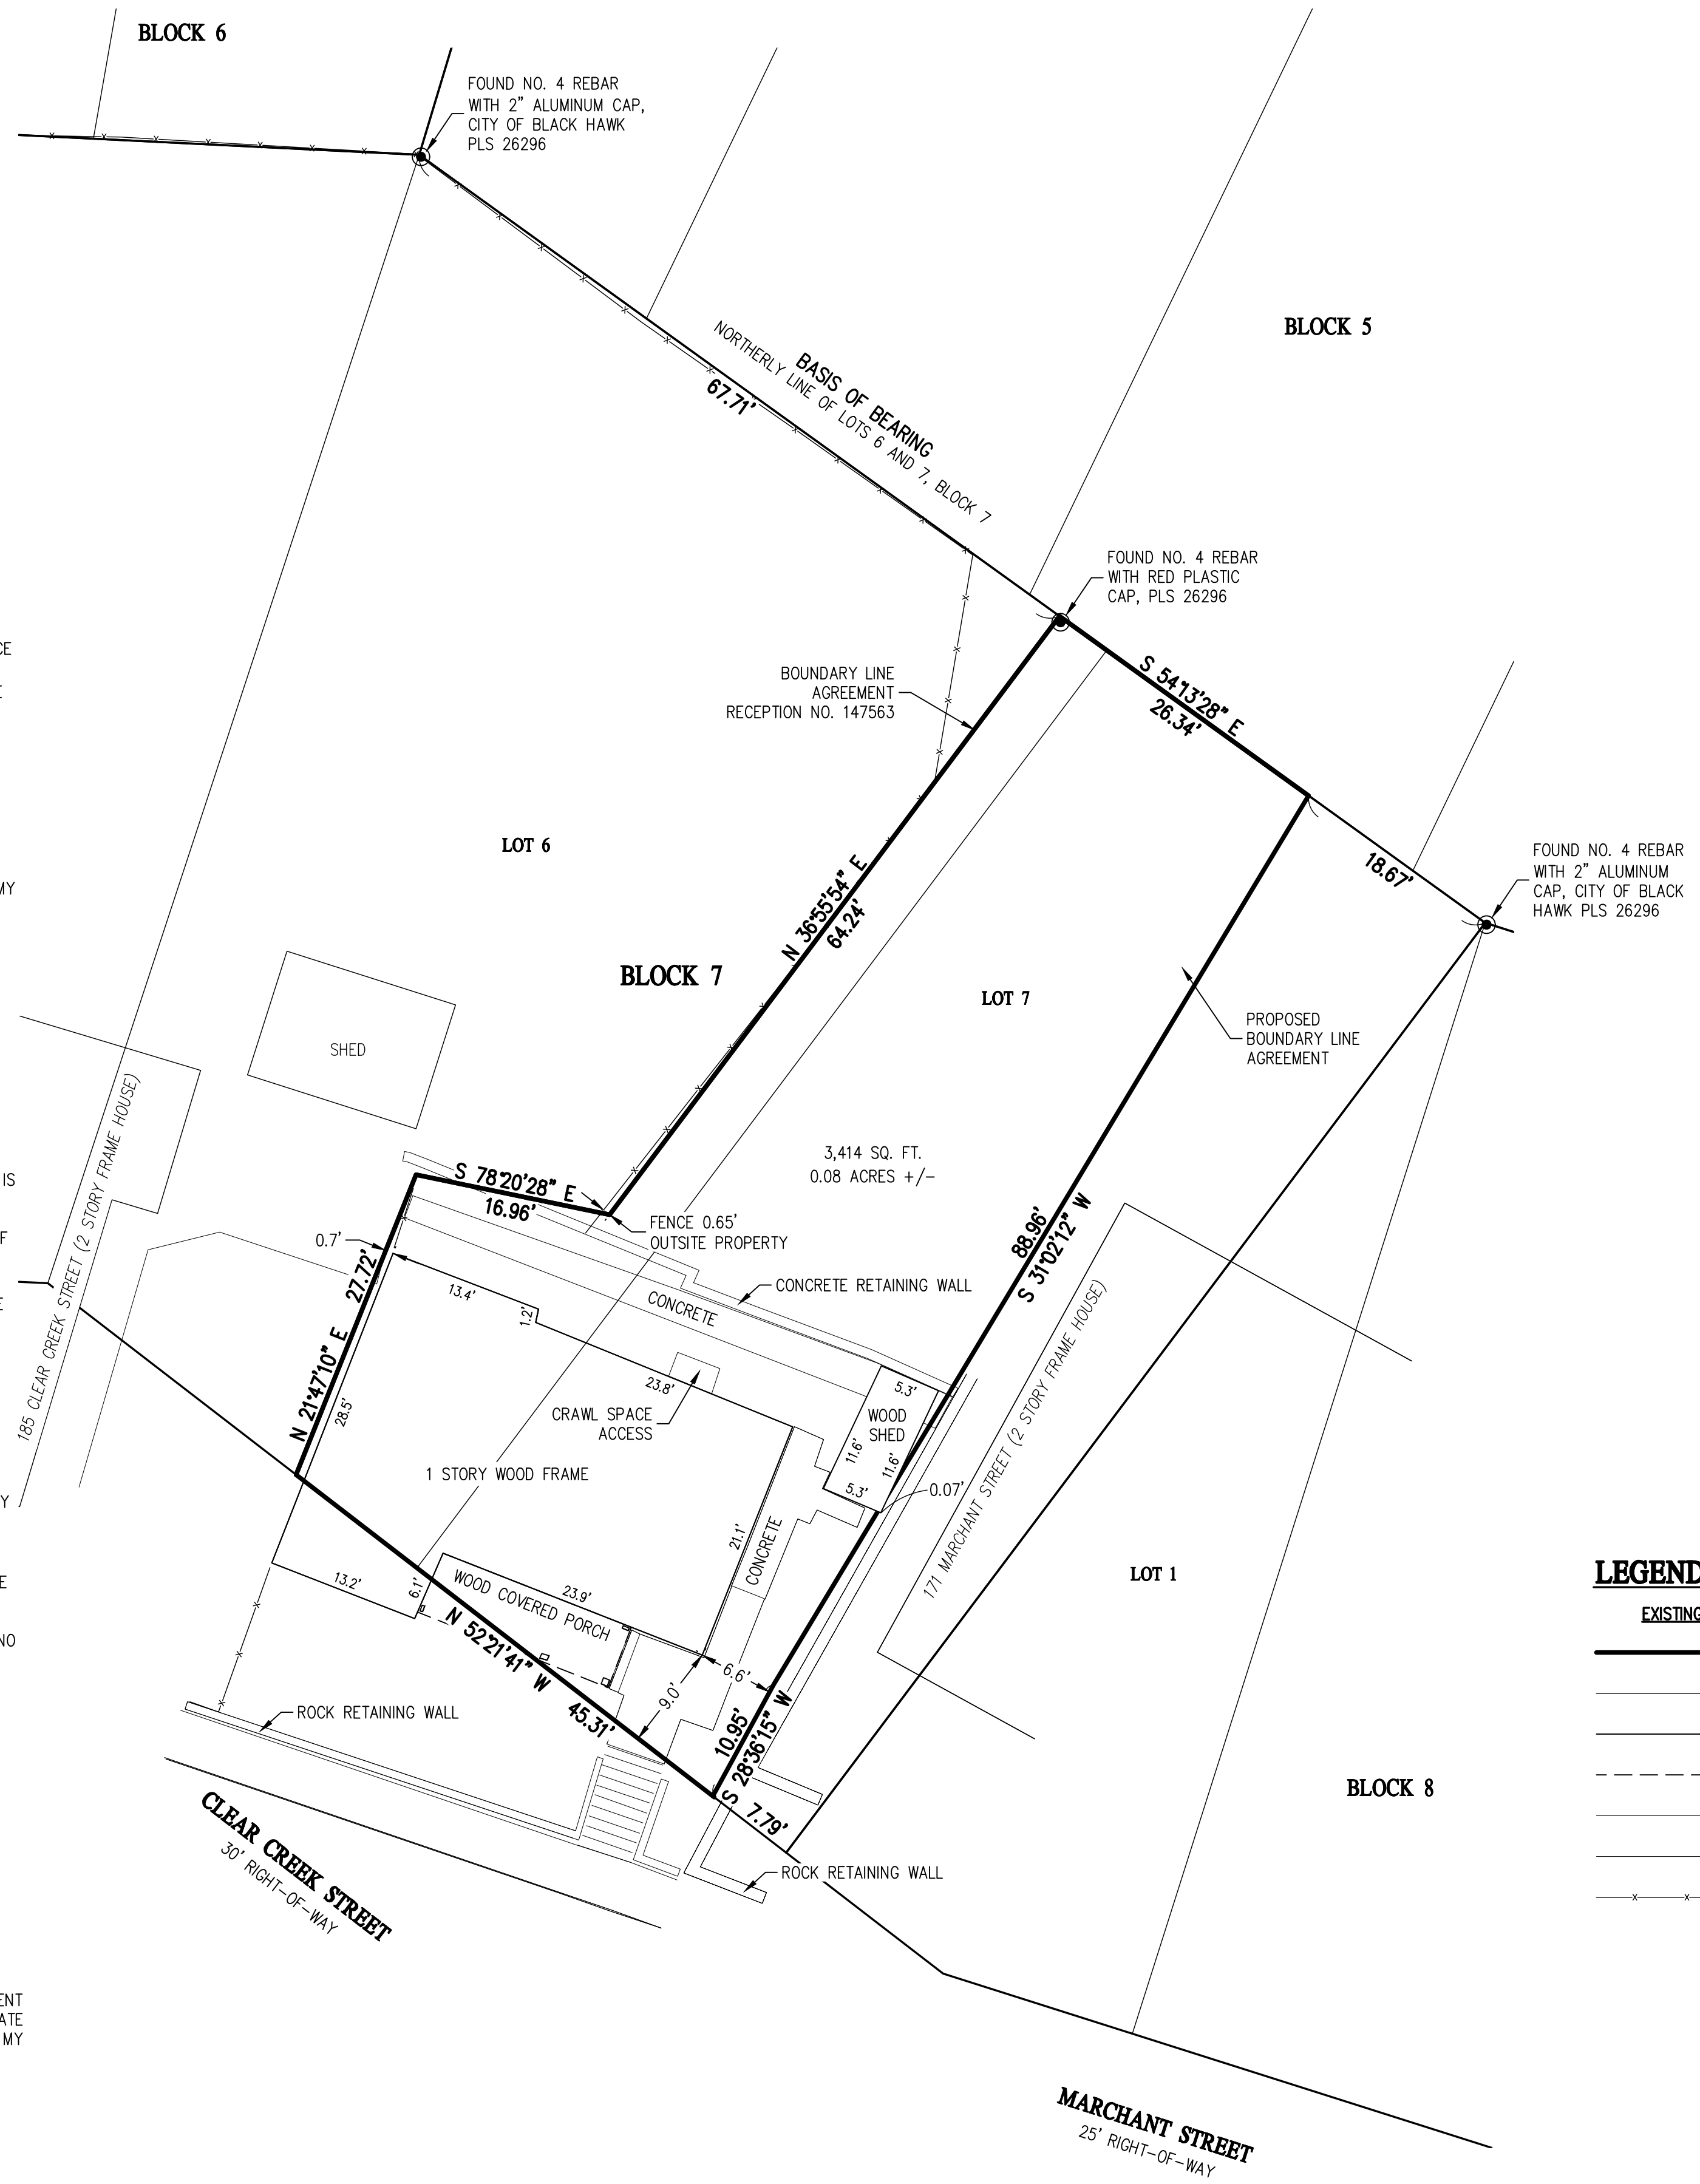 BLOCK 6
FOUND NO. 4 REBAR
WITH 2" ALUMINUM CAP,
CITY OF BLACK HAWK
PLS 26296
BLOCK 5
BASIS OF BEARING
NORTHERLY LINE OF LOTS 6 AND 7, BLOCK 7
67.71'
FOUND NO. 4 REBAR
WITH RED PLASTIC
CAP, PLS 26296
BOUNDARY LINE
AGREEMENT
RECEPTION NO. 147563
S 54°13'28" E
26.34'
CE
E
LOT 6
18.67'
FOUND NO. 4 REBAR
WITH 2" ALUMINUM
CAP, CITY OF BLACK
HAWK PLS 26296
MY
N 36°55'54" E
64.24'
BLOCK 7
LOT 7
PROPOSED
BOUNDARY LINE
AGREEMENT
SHED
185 CLEAR CREEK STREET (2 STORY FRAME HOUSE)
3,414 SQ. FT.
0.08 ACRES +/-
IS
S 78°20'28" E
16.96'
FENCE 0.65'
OUTSITE PROPERTY
F
0.7'
88.96'
S 31°02'12" W
27.72'
N 21°47'10" E
13.4'
1.2'
CONCRETE RETAINING WALL
CONCRETE
E
171 MARCHANT STREET (2 STORY FRAME HOUSE)
23.8'
CRAWL SPACE
ACCESS
5.3'
WOOD
SHED
11.6'
11.6'
5.3'
0.07'
28.5'
1 STORY WOOD FRAME
Y
21.1'
CONCRETE
LOT 1
LEGEND
EXISTING
E
13.2'
6.1'
WOOD COVERED PORCH
23.9'
NO
N 52°21'41" W
45.31'
6.6'
9.0'
10.95'
S 28°36'15" W
ROCK RETAINING WALL
7.79'
BLOCK 8
CLEAR CREEK STREET
30' RIGHT-OF-WAY
ROCK RETAINING WALL
ENT
ATE
MY
MARCHANT STREET
25' RIGHT-OF-WAY